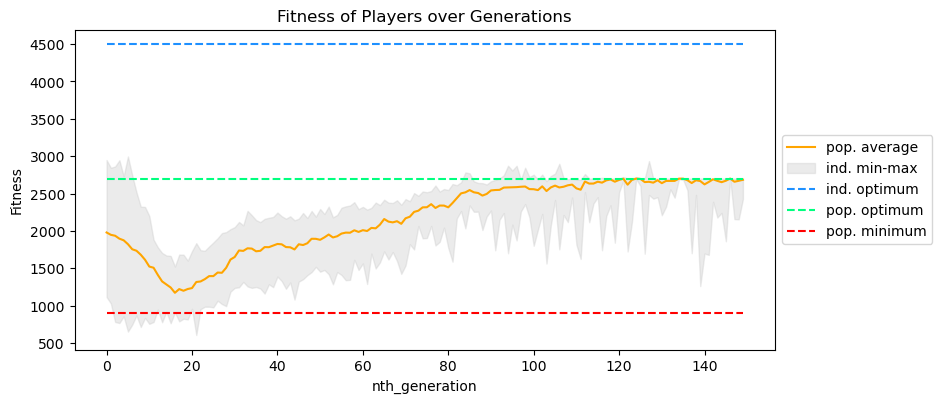 Fitness of Players over Generations
Fitness
4500
4000
3500
3000
2500
2000
1500
1000
500
0 20 40 60 80 100 120 140
nth_generation
pop. average
ind. min-max
ind. optimum
pop. optimum
pop. minimum